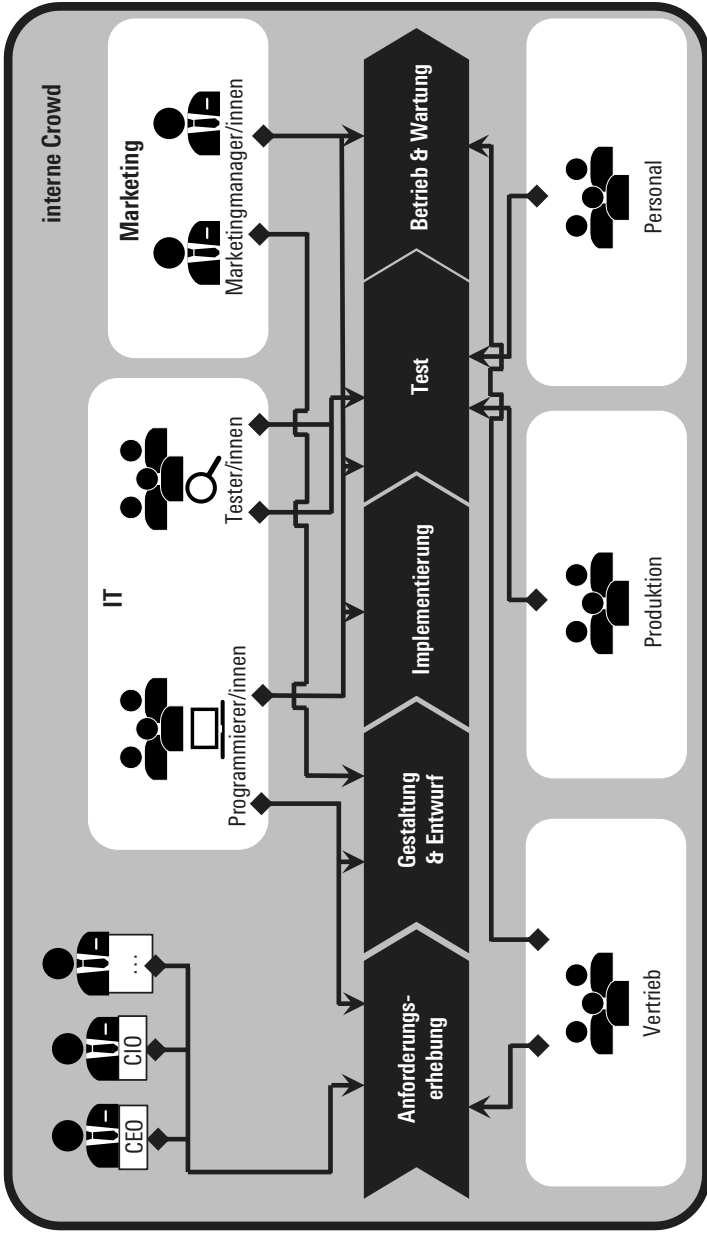 interne Crowd
CEO
CIO
...
IT
Programmierer/innen
Tester/innen
Marketing
Marketingmanager/innen
Anforderungs-
erhebung
Gestaltung
& Entwurf
Implementierung
Test
Betrieb & Wartung
Vertrieb
Produktion
Personal